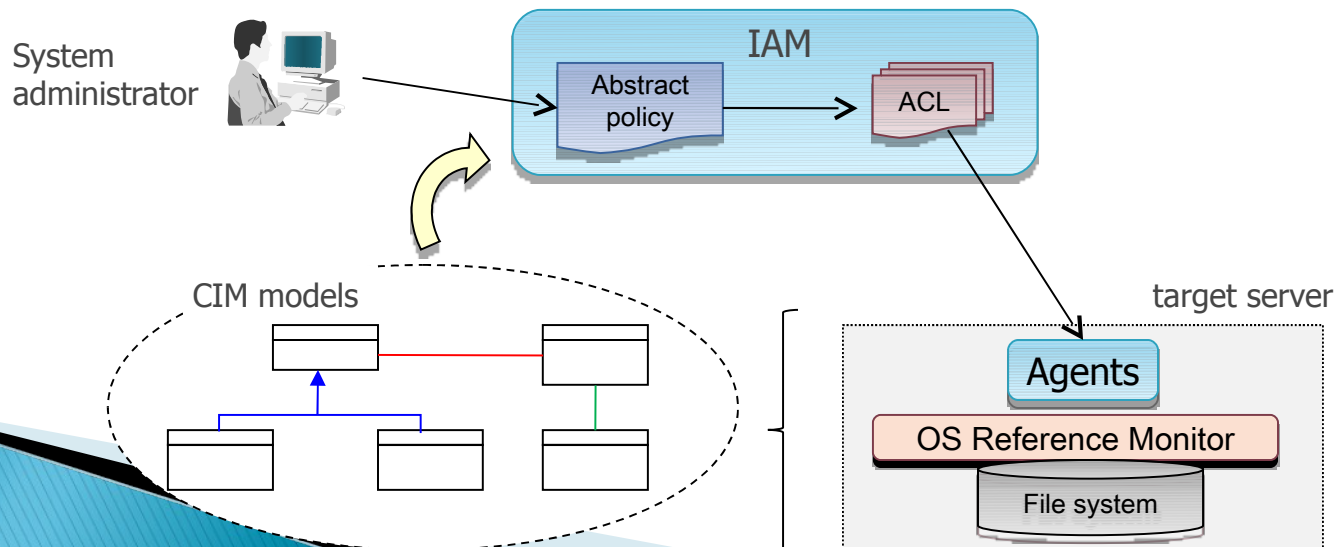 System
administrator
IAM
Abstract
policy
ACL
CIM models
target server
Agents
OS Reference Monitor
File system